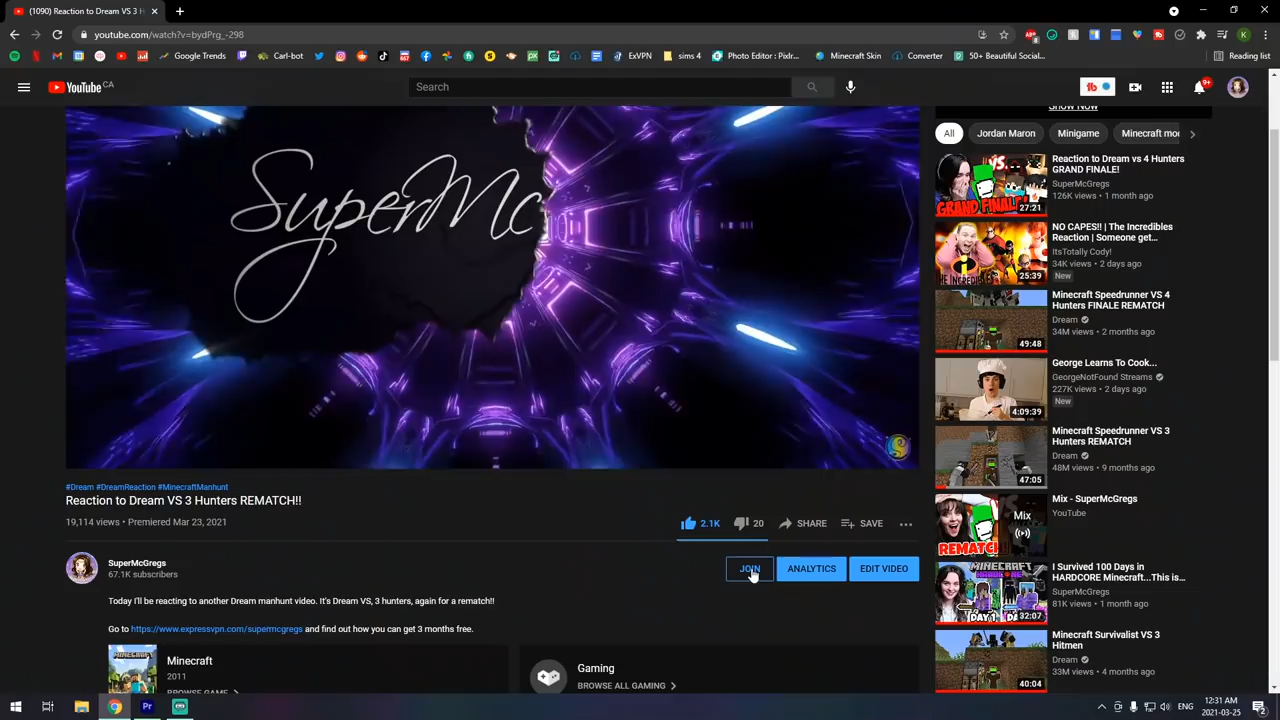 (1090) Reaction to Dream VS 3 H
youtube.com/watch?v=bydPrg_-298
Google Trends
Carl-bot
ExVPN
sims 4
Photo Editor : Pixlr...
Minecraft Skin
Converter
50+ Beautiful Social...
Reading list
YouTube CA
Search
9+
Show Now
All
Jordan Maron
Minigame
Minecraft mo
SuperMc
VS.
GRAND FINAL
27:21
Reaction to Dream vs 4 Hunters
GRAND FINALE!
SuperMcGregs
126K views • 1 month ago
25:39
NO CAPES!! | The Incredibles
Reaction | Someone get...
ItsTotally Cody!
34K views • 2 days ago
New
49:48
Minecraft Speedrunner VS 4
Hunters FINALE REMATCH
Dream
34M views • 2 months ago
4:09:39
George Learns To Cook...
GeorgeNotFound Streams
227K views • 2 days ago
New
47:05
Minecraft Speedrunner VS 3
Hunters REMATCH
Dream
48M views • 9 months ago
REMATC
Mix
Mix - SuperMcGregs
YouTube
MINECRAFT
DAY 1
32:07
I Survived 100 Days in
HARDCORE Minecraft...This is...
SuperMcGregs
81K views • 1 month ago
40:04
Minecraft Survivalist VS 3
Hitmen
Dream
33M views • 4 months ago
#Dream #DreamReaction #MinecraftManhunt
Reaction to Dream VS 3 Hunters REMATCH!!
19,114 views • Premiered Mar 23, 2021
2.1K
20
SHARE
SAVE
SuperMcGregs
67.1K subscribers
JOIN
ANALYTICS
EDIT VIDEO
Today I'll be reacting to another Dream manhunt video. It's Dream VS, 3 hunters, again for a rematch!!
Go to https://www.expressvpn.com/supermcgregs and find out how you can get 3 months free.
Minecraft
2011
BROWSE GAME
Gaming
BROWSE ALL GAMING
ENG
12:31 AM
2021-03-25